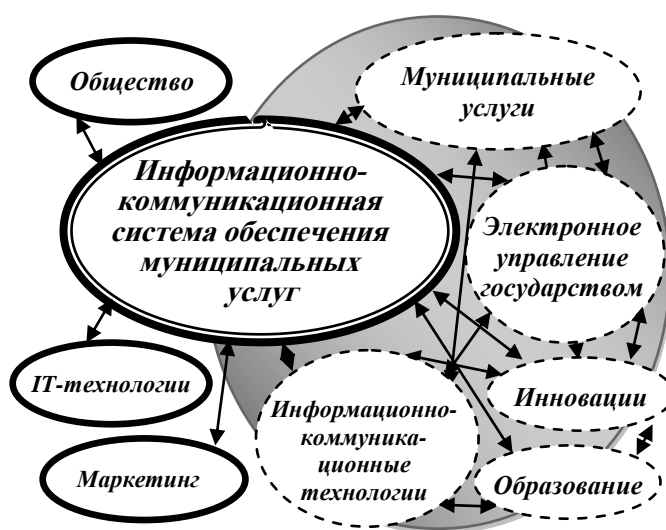 Общество
Муниципальные
услуги
Информационно-
коммуникационная
система обеспечения
муниципальных
услуг
Электронное
управление
государством
IT-технологии
Инновации
Информационно-
коммуника-
ционные
технологии
Маркетинг
Образование